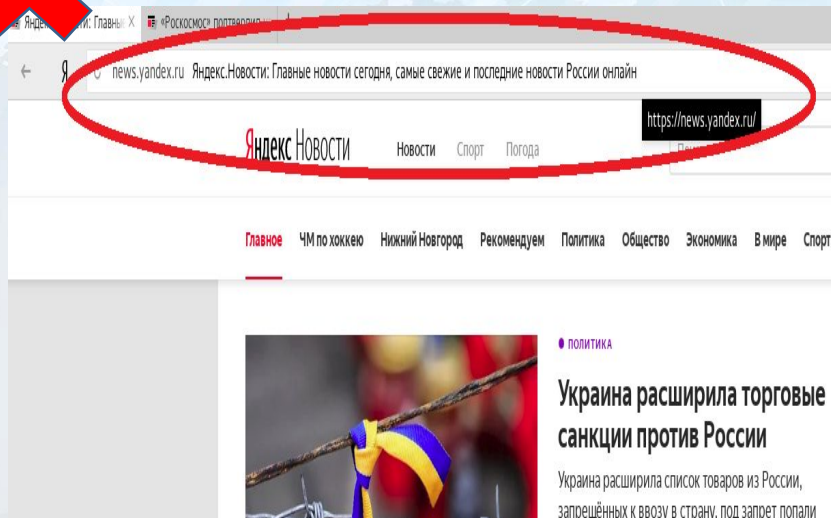 и: Главны
«Роскосмос»
news.yandex.ru Яндекс.Новости: Главные новости сегодня, самые свежие и последние новости России онлайн
https://news.yandex.ru/
Яндекс Новости Новости Спорт Погода
Главное ЧМ по хоккею Нижний Новгород Рекомендуем Политика Общество Экономика В мире Спорт
ПОЛИТИКА
Украина расширила торговые
санкции против России
Украина расширила список товаров из России,
запрещённых к ввозу в страну, под запрет попали